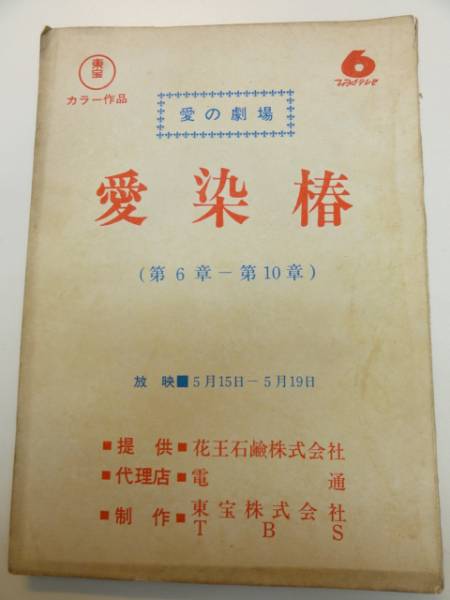 東宝
カラー作品
6
愛の劇場
愛染椿
(第6章-第10章)
放映■5月15日-5月19日
■提供■花王石鹼株式会社
■代理店■電通
■制作■東宝株式会社
TBS